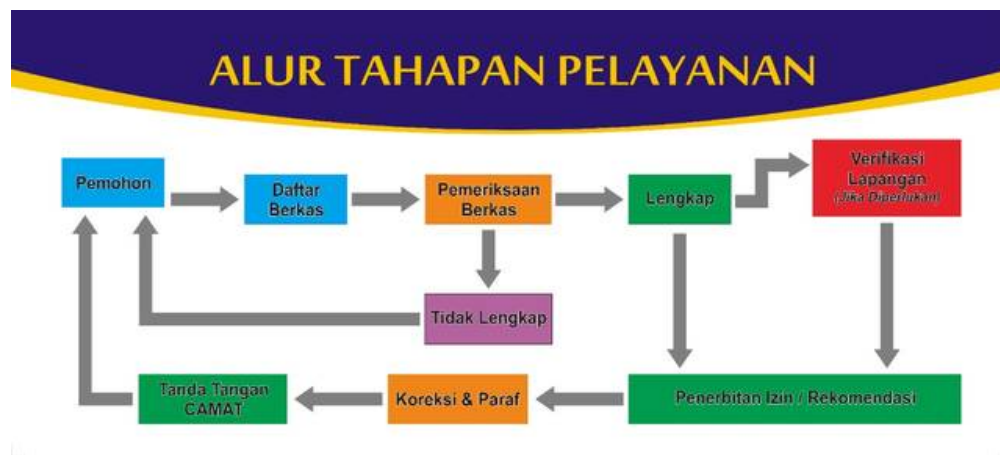 ALUR TAHAPAN PELAYANAN
Pemohon
Daftar
Berkas
Pemeriksaan
Berkas
Lengkap
Verifikasi
Lapangan
(Jika Diperlukan)
Tidak Lengkap
Tanda Tangan
CAMAT
Koreksi & Paraf
Penerbitan Izin / Rekomendasi